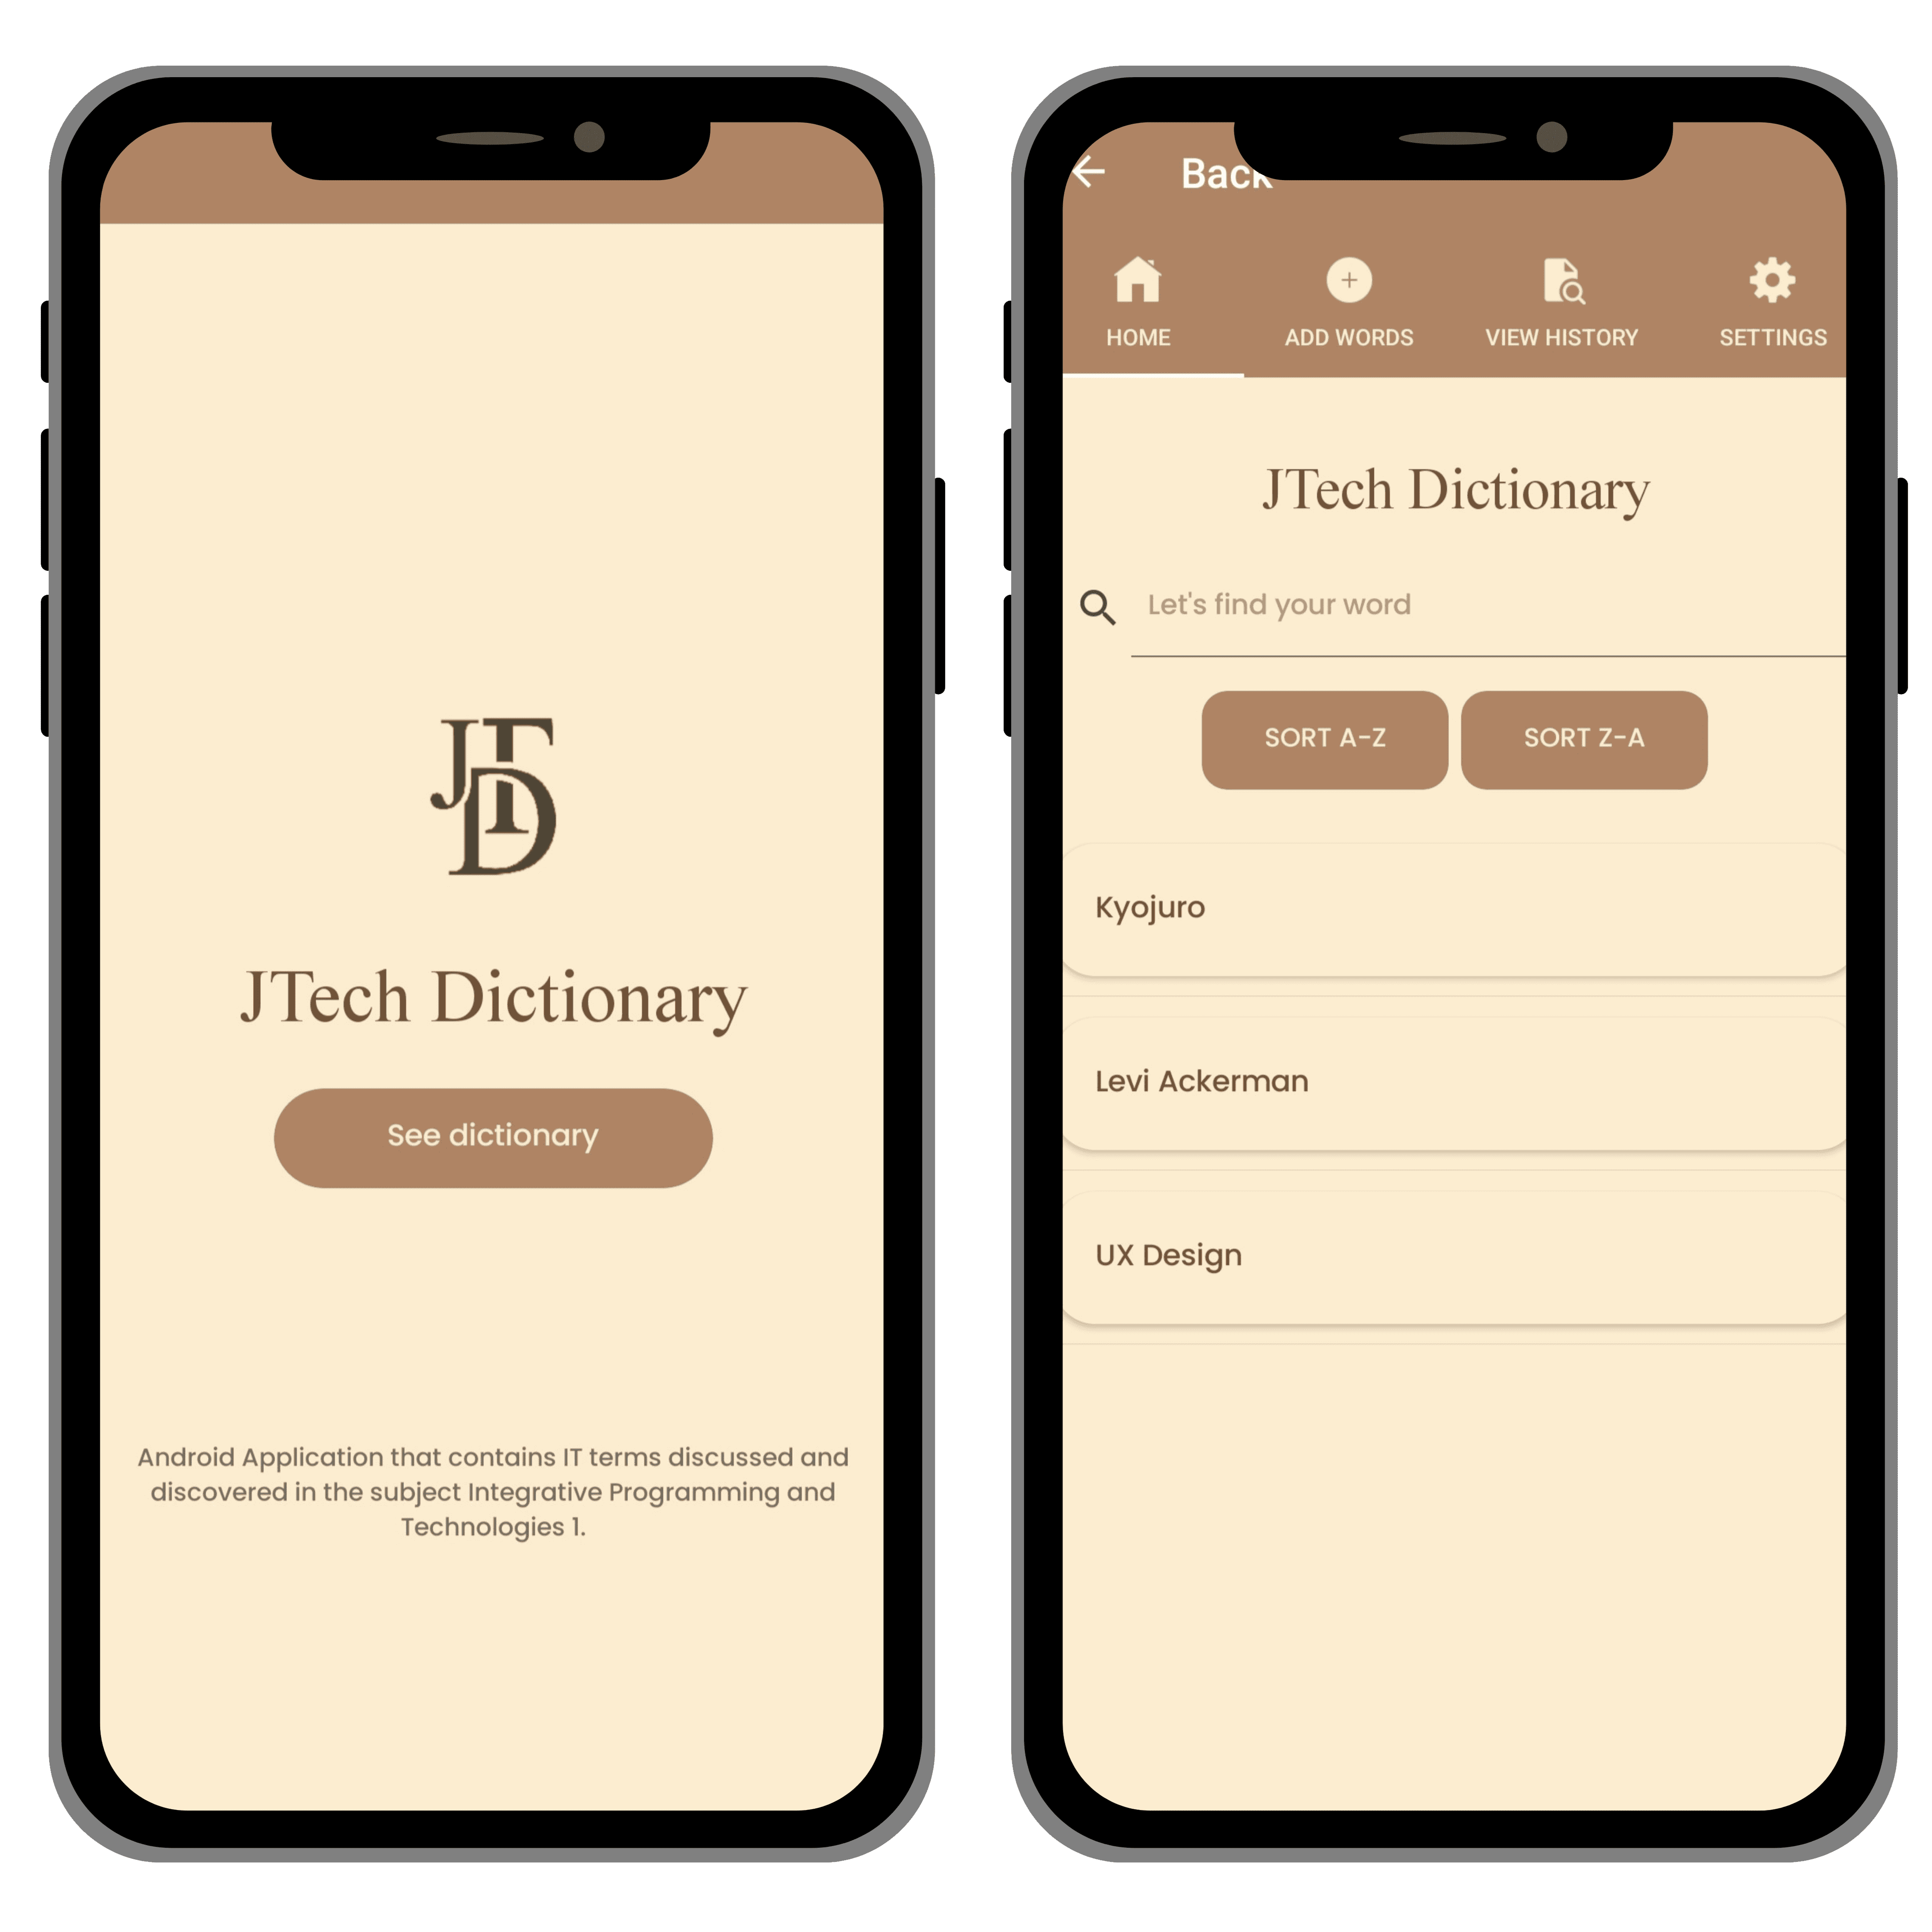 JTD
JTech Dictionary
See dictionary
Android Application that contains IT terms discussed and
discovered in the subject Integrative Programming and
Technologies 1.
Back
HOME ADD WORDS VIEW HISTORY SETTINGS
JTech Dictionary
Let's find your word
SORT A-Z SORT Z-A
Kyojuro
Levi Ackerman
UX Design